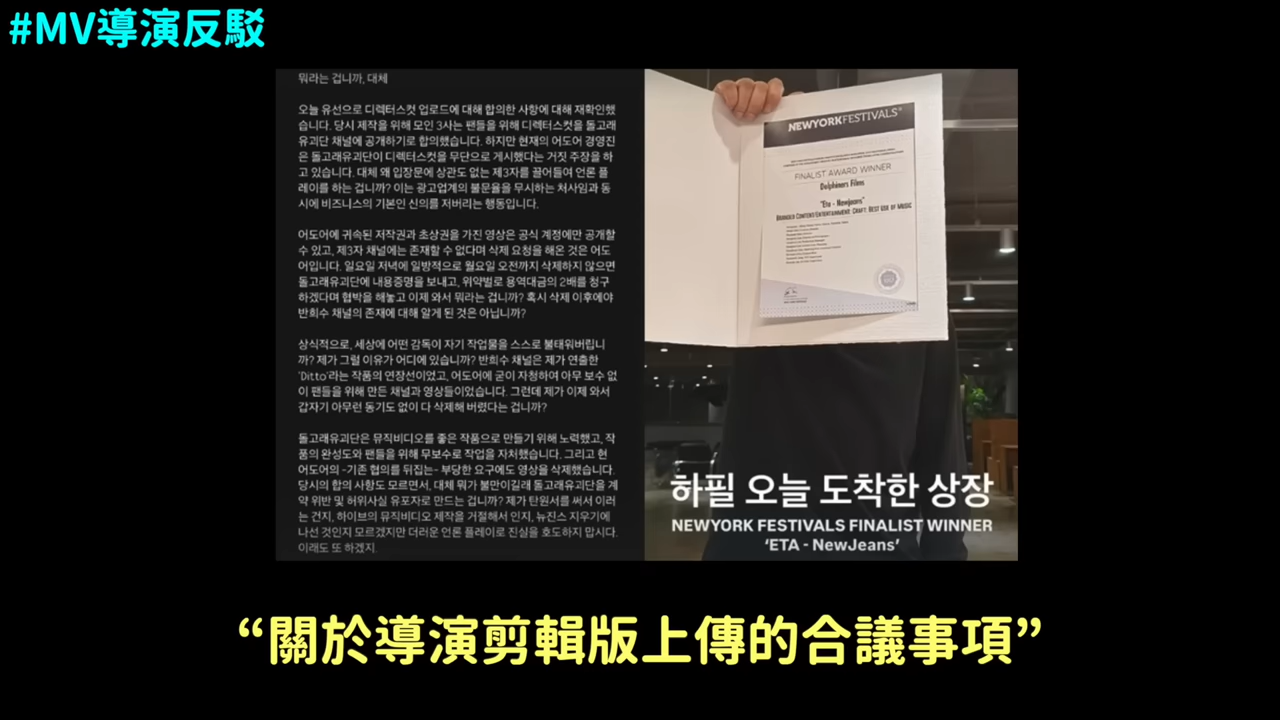 #MV導演反駁
뭐라는 겁니까, 대체
오늘 유선으로 디렉터스컷 업로드에 대해 합의한 사항에 대해 재확인했
습니다. 당시 제작을 위해 모인 3사는 팬들을 위해 디렉터스컷을 돌고래
유괴단 채널에 공개하기로 합의했습니다. 하지만 현재의 어도어 경영진
은 돌고래유괴단이 디렉터스컷을 무단으로 게시했다는 거짓 주장을 하
고 있습니다. 대체 왜 입장문에 상관도 없는 제3자를 끌어들여 언론 플
레이를 하는 겁니까? 이는 광고업계의 불문율을 무시하는 처사임과 동
시에 비즈니스의 기본인 신의를 저버리는 행동입니다.
어도어에 귀속된 저작권과 초상권을 가진 영상은 공식 계정에만 공개할
수 있고, 제3자 채널에는 존재할 수 없다며 삭제 요청을 해온 것은 어도
어입니다. 일요일 저녁에 일방적으로 월요일 오전까지 삭제하지 않으면
돌고래유괴단에 내용증명을 보내고, 위약벌로 용역대금의 2배를 청구
하겠다며 협박을 해놓고 이제 와서 뭐라는 겁니까? 혹시 삭제 이후에야
반희수 채널의 존재에 대해 알게 된 것은 아닙니까?
상식적으로, 세상에 어떤 감독이 자기 작업물을 스스로 불태워버립니
까? 제가 그럴 이유가 어디에 있습니까? 반희수 채널은 제가 연출한
'Ditto'라는 작품의 연장선이었고, 어도어에 굳이 자청하여 아무 보수 없
이 팬들을 위해 만든 채널과 영상들이었습니다. 그런데 제가 이제 와서
갑자기 아무런 동기도 없이 다 삭제해 버렸다는 겁니까?
돌고래유괴단은 뮤직비디오를 좋은 작품으로 만들기 위해 노력했고, 작
품의 완성도와 팬들을 위해 무보수로 작업을 자처했습니다. 그리고 현
어도어의 -기존 협의를 뒤집는- 부당한 요구에도 영상을 삭제했습니다.
당시의 합의 사항도 모르면서, 대체 뭐가 불만이길래 돌고래유괴단을 계
약 위반 및 허위사실 유포자로 만드는 겁니까? 제가 탄원서를 써서 이러
는 건지, 하이브의 뮤직비디오 제작을 거절해서 인지, 뉴진스 지우기에
나선 것인지 모르겠지만 더러운 언론 플레이로 진실을 호도하지 맙시다.
이래도 또 하겠지.
NEWYORKFESTIVALS
FINALIST AWARD WINNER
Dolphiners Films
"Eta - Newjeans"
BRANDED CONTENT/ENTERTAINMENT: CRAFT: BEST USE OF MUSIC
하필 오늘 도착한 상장
NEWYORK FESTIVALS FINALIST WINNER
'ETA - NewJeans'
“關於導演剪輯版上傳的合議事項”